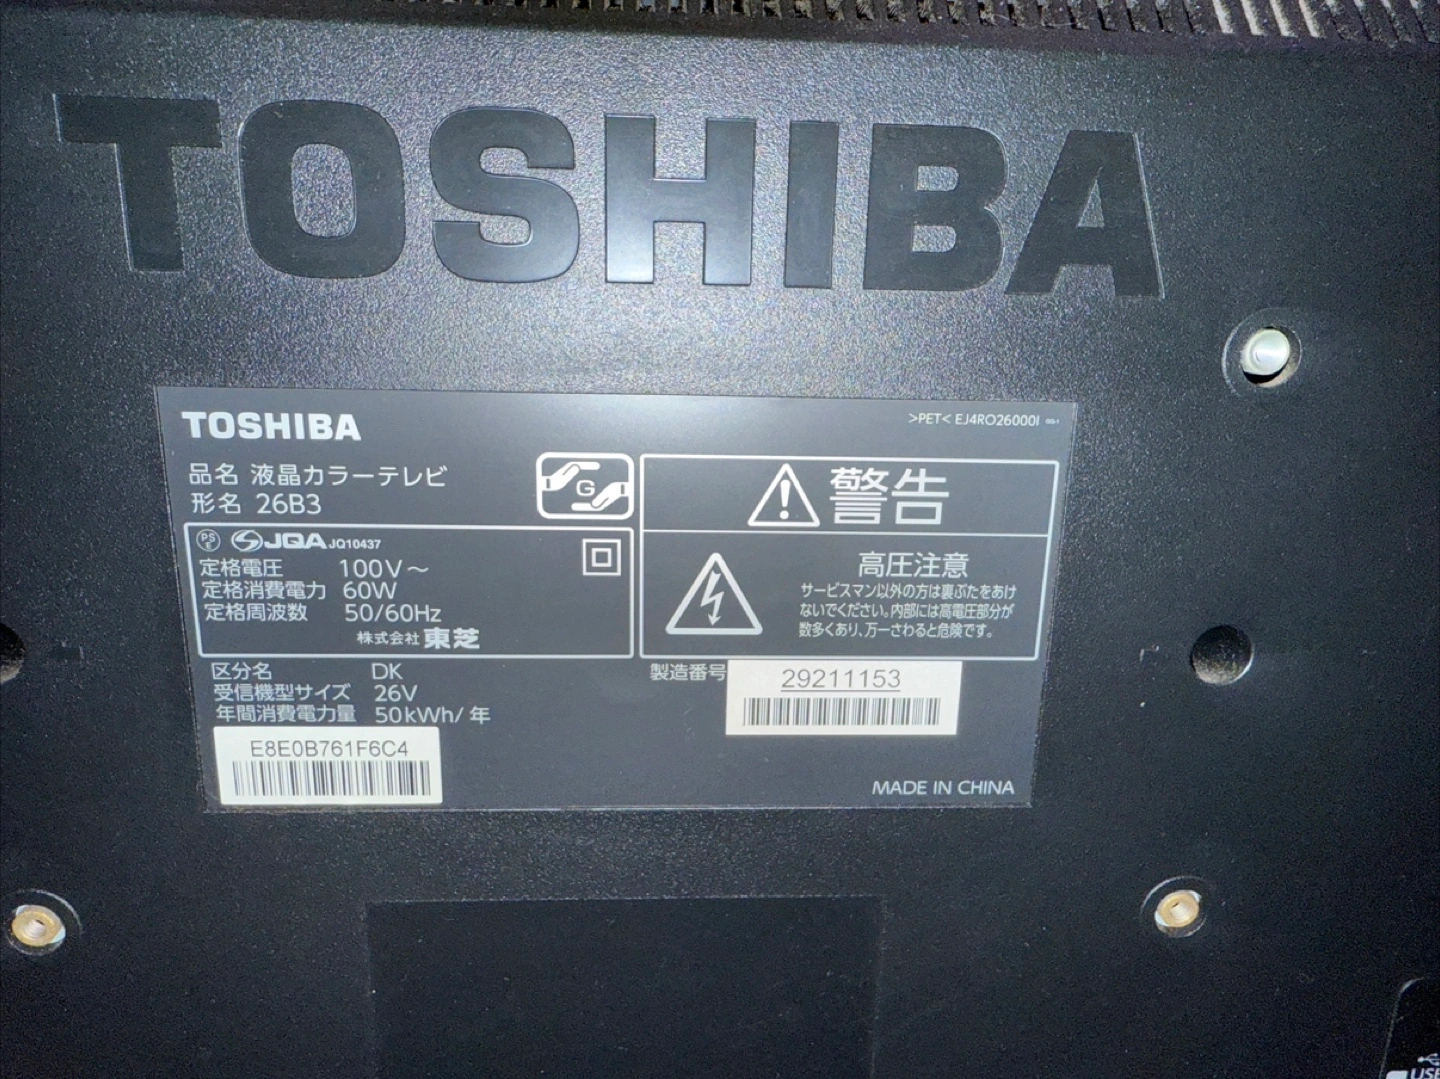 TOSHIBA
TOSHIBA
>PET< EJ4RO26000I
品名 液晶カラーテレビ
形名 26B3
G
PS
E
JQA JQ10437
定格電圧 100V～
定格消費電力 60W
定格周波数 50/60Hz
株式会社 東芝
警告
高圧注意
サービスマン以外の方は裏ぶたをあけ
ないでください。内部には高電圧部分が
数多くあり、万一さわると危険です。
区分名 DK
受信機型サイズ 26V
年間消費電力量 50kWh/年
E8E0B761F6C4
製造番号 29211153
MADE IN CHINA
USB